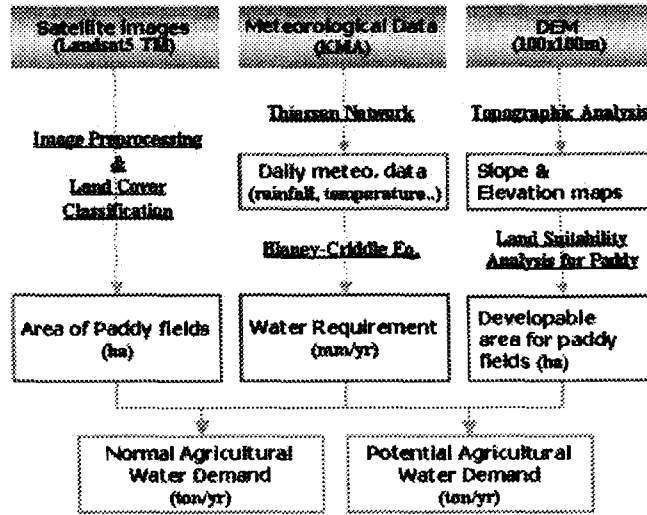 Satellite Images
(Landsat5 TM)
Meteorological Data
(KMA)
DEM
(100x100m)
Image Preprocessing
&
Land Cover
Classification
Thiessen Network
Topographic Analysis
Daily meteo. data
(rainfall, temperature..)
Slope &
Elevation maps
Blaney-Criddle Eq.
Land Suitability
Analysis for Paddy
Area of Paddy fields
(ha)
Water Requirement
(mm/yr)
Developable
area for paddy
fields (ha)
Normal Agricultural
Water Demand
(ton/yr)
Potential Agricultural
Water Demand
(ton/yr)